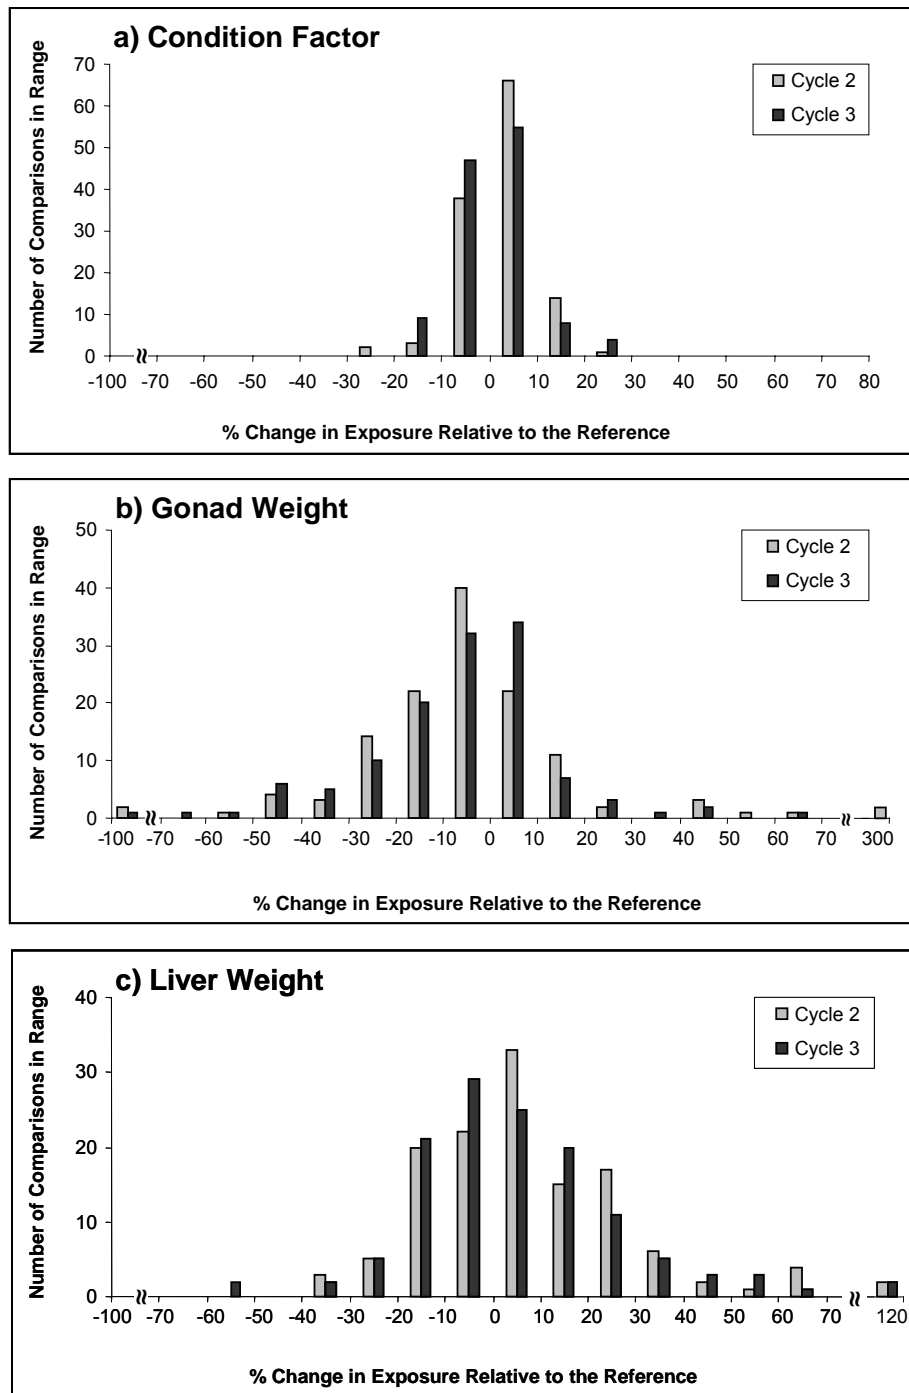 a) Condition Factor
Number of Comparisons in Range
70
60
50
40
30
20
10
0
Cycle 2
Cycle 3
-100 -70 -60 -50 -40 -30 -20 -10 0 10 20 30 40 50 60 70 80
% Change in Exposure Relative to the Reference
b) Gonad Weight
Number of Comparisons in Range
50
40
30
20
10
0
Cycle 2
Cycle 3
-100 -70 -60 -50 -40 -30 -20 -10 0 10 20 30 40 50 60 70 300
% Change in Exposure Relative to the Reference
c) Liver Weight
Number of Comparisons in Range
40
30
20
10
0
Cycle 2
Cycle 3
-100 -70 -60 -50 -40 -30 -20 -10 0 10 20 30 40 50 60 70 120
% Change in Exposure Relative to the Reference